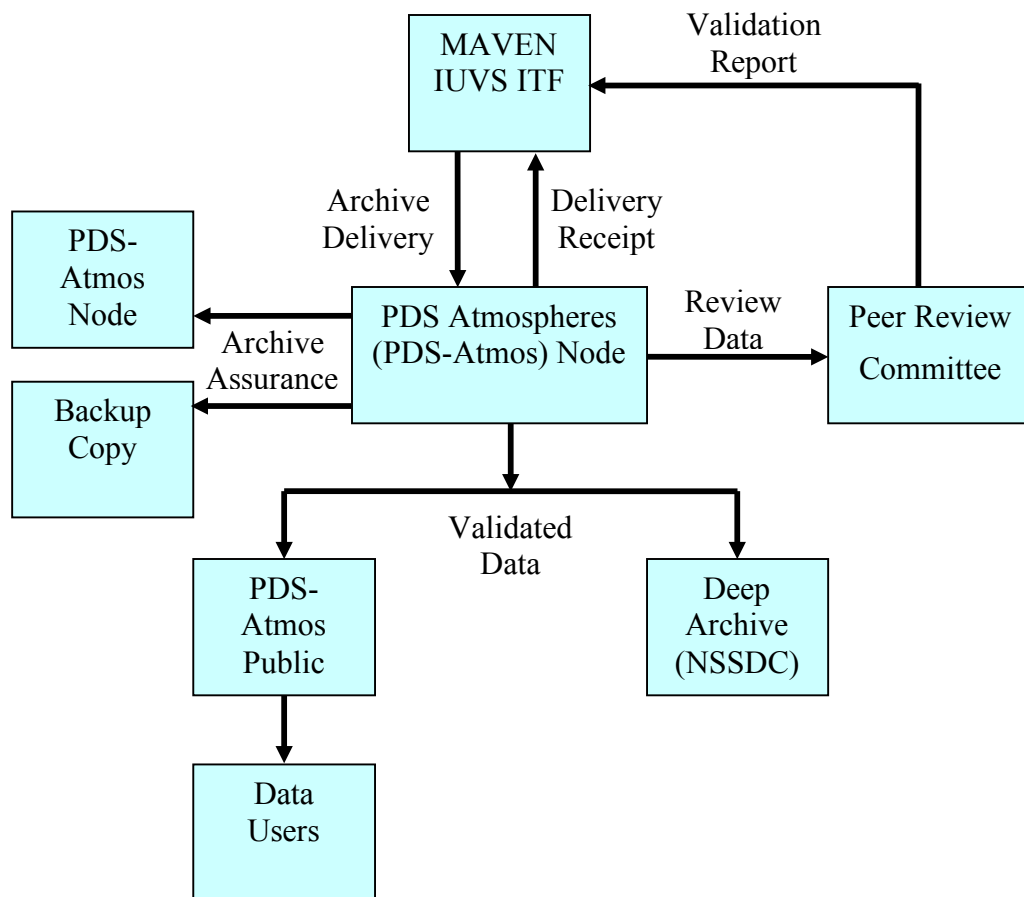 MAVEN
IUVS ITF
Validation
Report
Archive
Delivery
Delivery
Receipt
PDS-
Atmos
Node
PDS Atmospheres
(PDS-Atmos) Node
Review
Data
Peer Review
Committee
Archive
Assurance
Backup
Copy
Validated
Data
PDS-
Atmos
Public
Deep
Archive
(NSSDC)
Data
Users